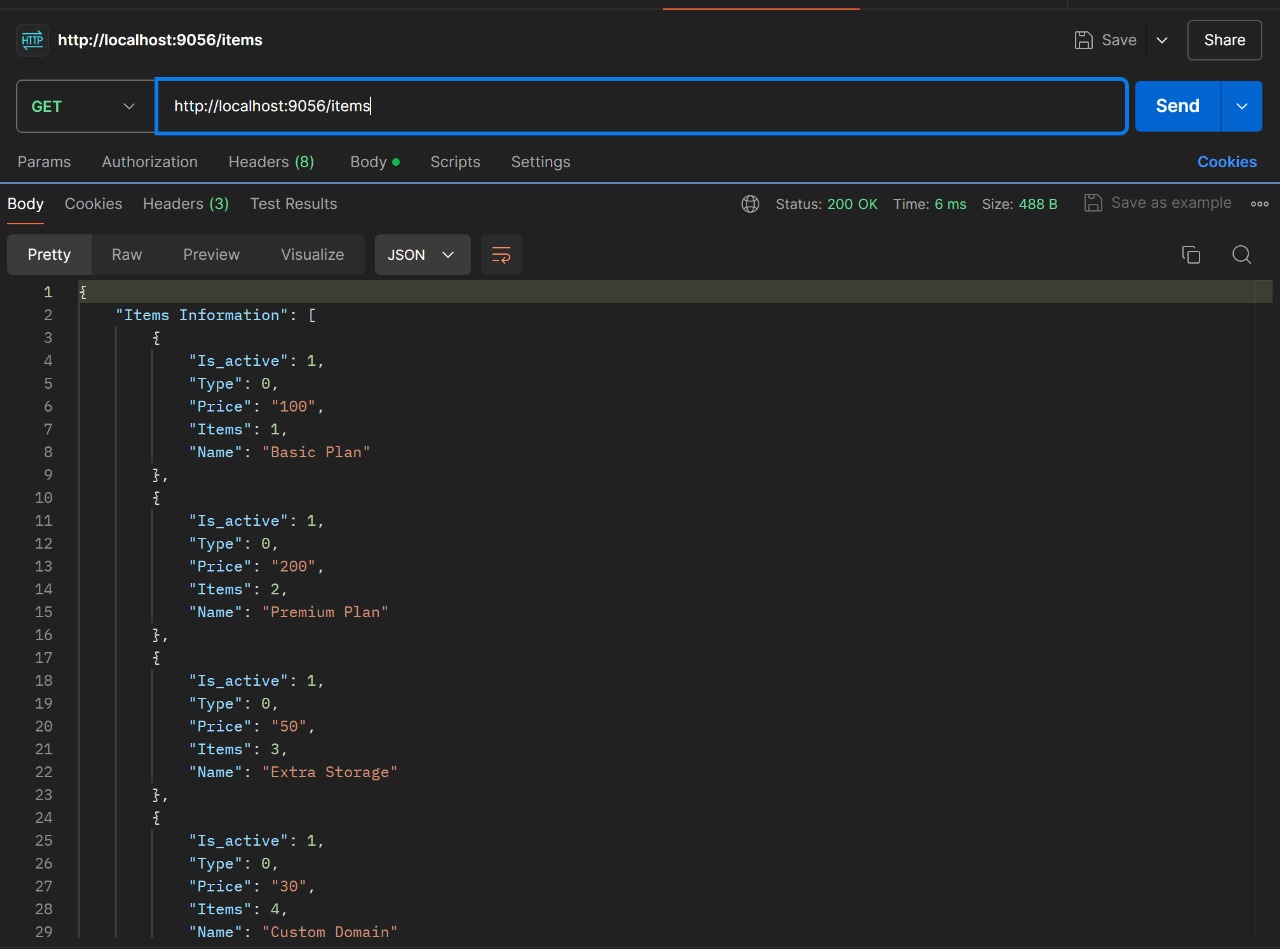 HTTP http://localhost:9056/items Save Share
GET http://localhost:9056/items Send
Params Authorization Headers (8) Body Scripts Settings Cookies
Body Cookies Headers (3) Test Results Status: 200 OK Time: 6 ms Size: 488 B Save as example
Pretty Raw Preview Visualize JSON
1 {
2 "Items Information": [
3 {
4 "Is_active": 1,
5 "Type": 0,
6 "Price": "100",
7 "Items": 1,
8 "Name": "Basic Plan"
9 },
10 {
11 "Is_active": 1,
12 "Type": 0,
13 "Price": "200",
14 "Items": 2,
15 "Name": "Premium Plan"
16 },
17 {
18 "Is_active": 1,
19 "Type": 0,
20 "Price": "50",
21 "Items": 3,
22 "Name": "Extra Storage"
23 },
24 {
25 "Is_active": 1,
26 "Type": 0,
27 "Price": "30",
28 "Items": 4,
29 "Name": "Custom Domain"